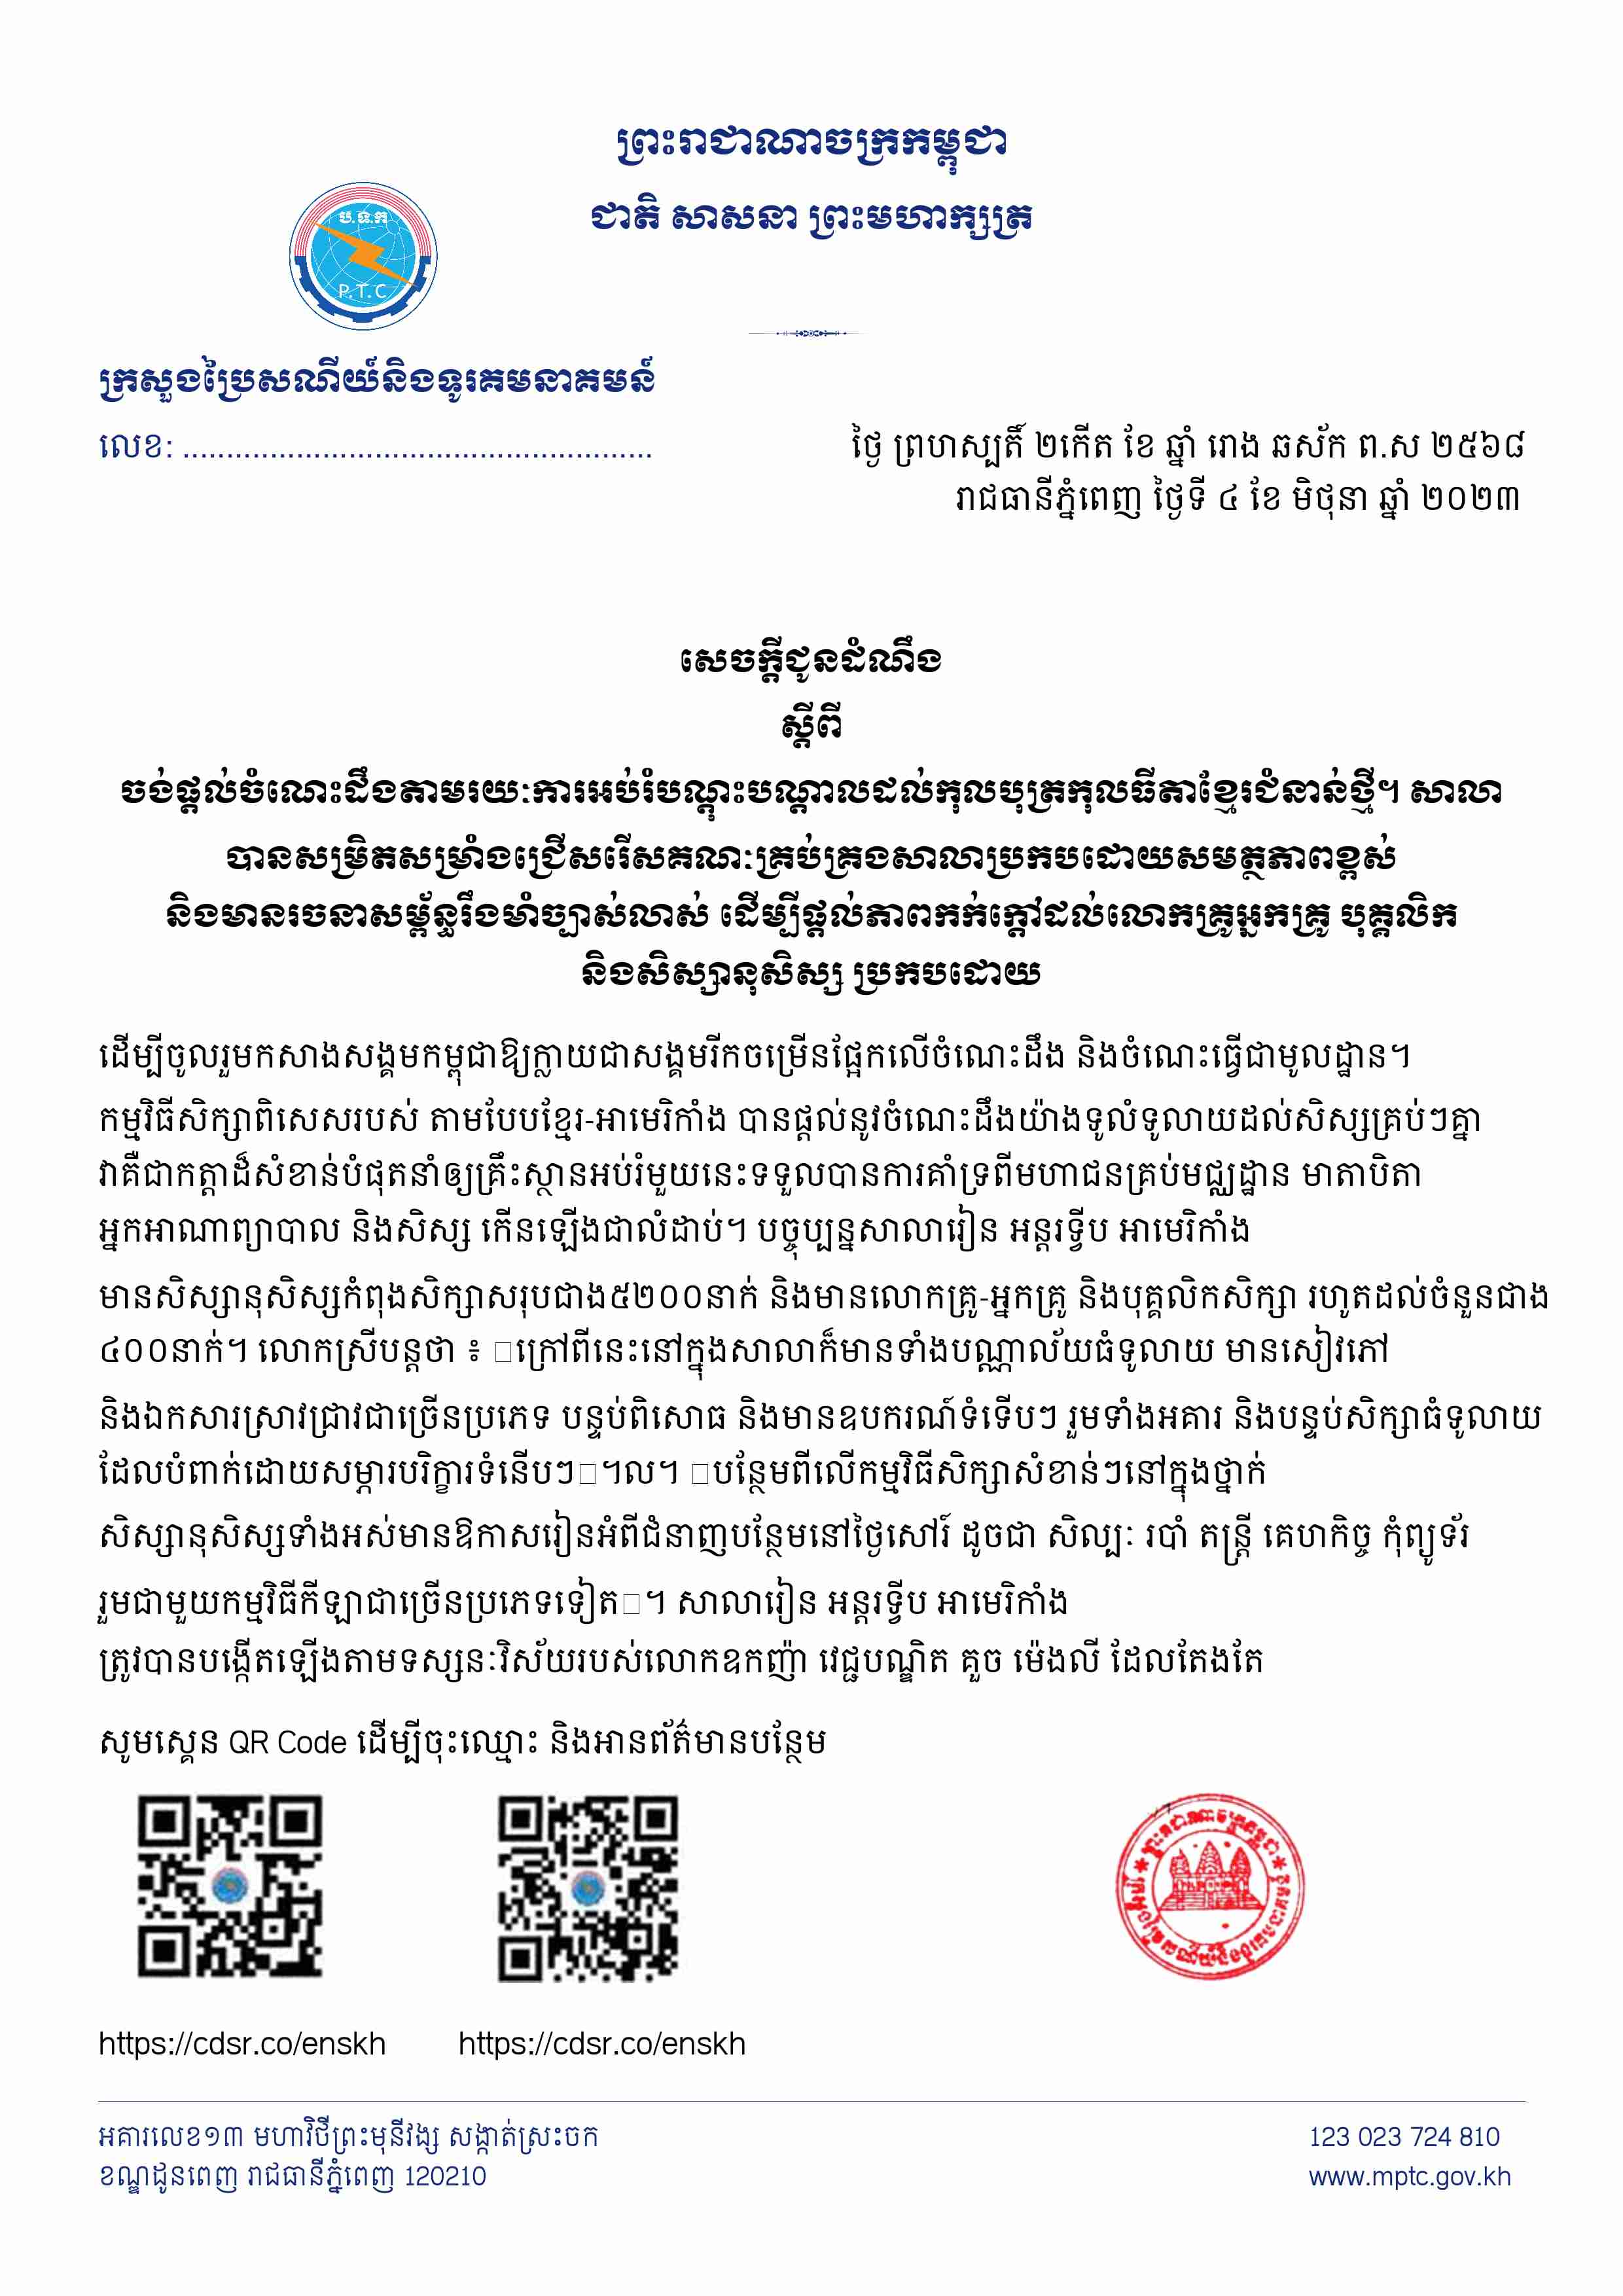 ព្រះរាជាណាចក្រកម្ពុជា
ជាតិ សាសនា ព្រះមហាក្សត្រ
ប.ទ.ក
P.T.C
ក្រសួងប្រៃសណីយ៍និងទូរគមនាគមន៍
លេខ: ......................................................
ថ្ងៃ ព្រហស្បតិ៍ ២កើត ខែ ឆ្នាំ រោង ឆស័ក ព.ស ២៥៦៨
រាជធានីភ្នំពេញ ថ្ងៃទី ៤ ខែ មិថុនា ឆ្នាំ ២០២៣
សេចក្តីជូនដំណឹង
ស្តីពី
ចង់ផ្តល់ចំណេះដឹងតាមរយៈការអប់រំបណ្តុះបណ្តាលដល់កុលបុត្រកុលធីតាខ្មែរជំនាន់ថ្មី។ សាលា
បានសម្រិតសម្រាំងជ្រើសរើសគណៈគ្រប់គ្រងសាលាប្រកបដោយសមត្ថភាពខ្ពស់
និងមានរចនាសម្ព័ន្ធរឹងមាំច្បាស់លាស់ ដើម្បីផ្តល់ភាពកក់ក្តៅដល់លោកគ្រូអ្នកគ្រូ បុគ្គលិក
និងសិស្សានុសិស្ស ប្រកបដោយ
ដើម្បីចូលរួមកសាងសង្គមកម្ពុជាឱ្យក្លាយជាសង្គមរីកចម្រើនផ្អែកលើចំណេះដឹង និងចំណេះធ្វើជាមូលដ្ឋាន។
កម្មវិធីសិក្សាពិសេសរបស់ តាមបែបខ្មែរ-អាមេរិកាំង បានផ្តល់នូវចំណេះដឹងយ៉ាងទូលំទូលាយដល់សិស្សគ្រប់ៗគ្នា
វាគឺជាកត្តាដ៏សំខាន់បំផុតនាំឲ្យគ្រឹះស្ថានអប់រំមួយនេះទទួលបានការគាំទ្រពីមហាជនគ្រប់មជ្ឈដ្ឋាន មាតាបិតា
អ្នកអាណាព្យាបាល និងសិស្ស កើនឡើងជាលំដាប់។ បច្ចុប្បន្នសាលារៀន អន្តរទ្វីប អាមេរិកាំង
មានសិស្សានុសិស្សកំពុងសិក្សាសរុបជាង៥២០០នាក់ និងមានលោកគ្រូ-អ្នកគ្រូ និងបុគ្គលិកសិក្សា រហូតដល់ចំនួនជាង
៤០០នាក់។ លោកស្រីបន្តថា ៖ □ក្រៅពីនេះនៅក្នុងសាលាក៏មានទាំងបណ្ណាល័យធំទូលាយ មានសៀវភៅ
និងឯកសារស្រាវជ្រាវជាច្រើនប្រភេទ បន្ទប់ពិសោធ និងមានឧបករណ៍ទំទើបៗ រួមទាំងអគារ និងបន្ទប់សិក្សាធំទូលាយ
ដែលបំពាក់ដោយសម្ភារបរិក្ខារទំនើបៗ□។ល។ □បន្ថែមពីលើកម្មវិធីសិក្សាសំខាន់ៗនៅក្នុងថ្នាក់
សិស្សានុសិស្សទាំងអស់មានឱកាសរៀនអំពីជំនាញបន្ថែមនៅថ្ងៃសៅរ៍ ដូចជា សិល្បៈ របាំ តន្ត្រី គេហកិច្ច កុំព្យូទ័រ
រួមជាមួយកម្មវិធីកីឡាជាច្រើនប្រភេទទៀត□។ សាលារៀន អន្តរទ្វីប អាមេរិកាំង
ត្រូវបានបង្កើតឡើងតាមទស្សនៈវិស័យរបស់លោកឧកញ៉ា វេជ្ជបណ្ឌិត គួច ម៉េងលី ដែលតែងតែ
សូមស្គេន QR Code ដើម្បីចុះឈ្មោះ និងអានព័ត៌មានបន្ថែម
ព្រះរាជាណាចក្រកម្ពុជា
ក្រសួងប្រៃសណីយ៍និងទូរគមនាគមន៍
https://cdsr.co/enskh
https://cdsr.co/enskh
អគារលេខ១៣ មហាវិថីព្រះមុនីវង្ស សង្កាត់ស្រះចក
ខណ្ឌដូនពេញ រាជធានីភ្នំពេញ 120210
123 023 724 810
www.mptc.gov.kh